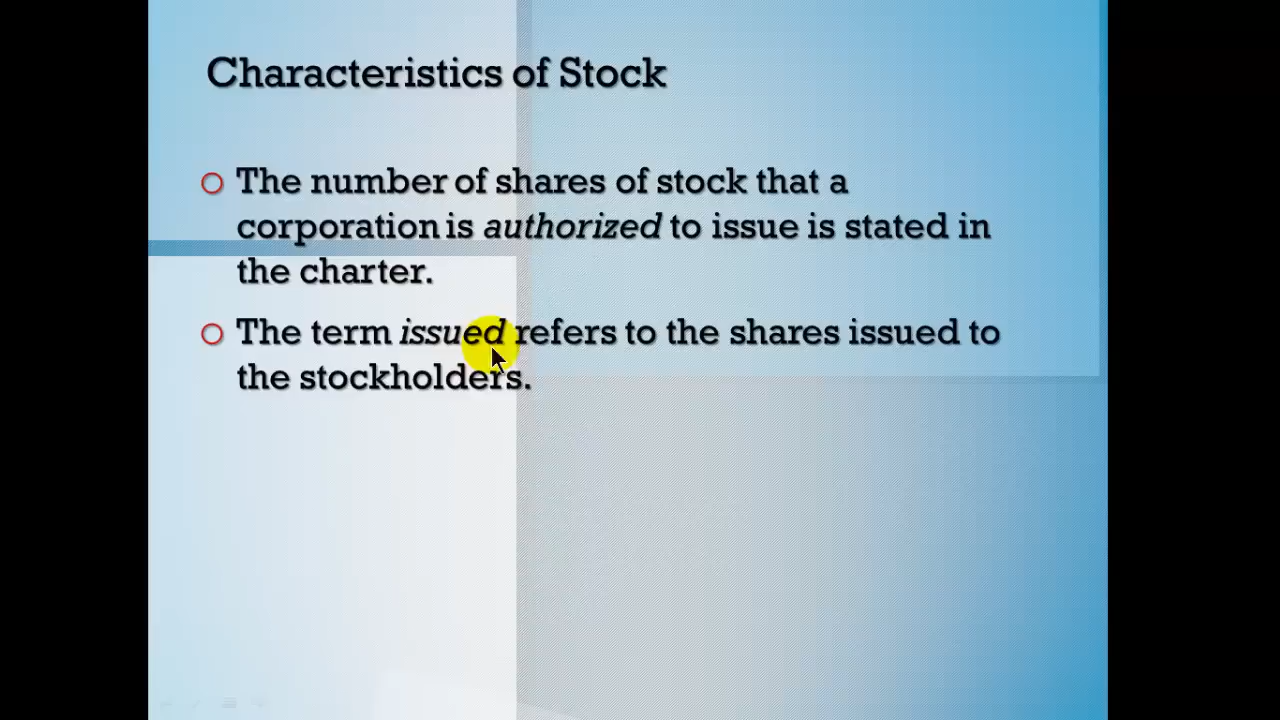 Characteristics of Stock
The number of shares of stock that a
corporation is authorized to issue is stated in
the charter.
The term issued refers to the shares issued to
the stockholders.